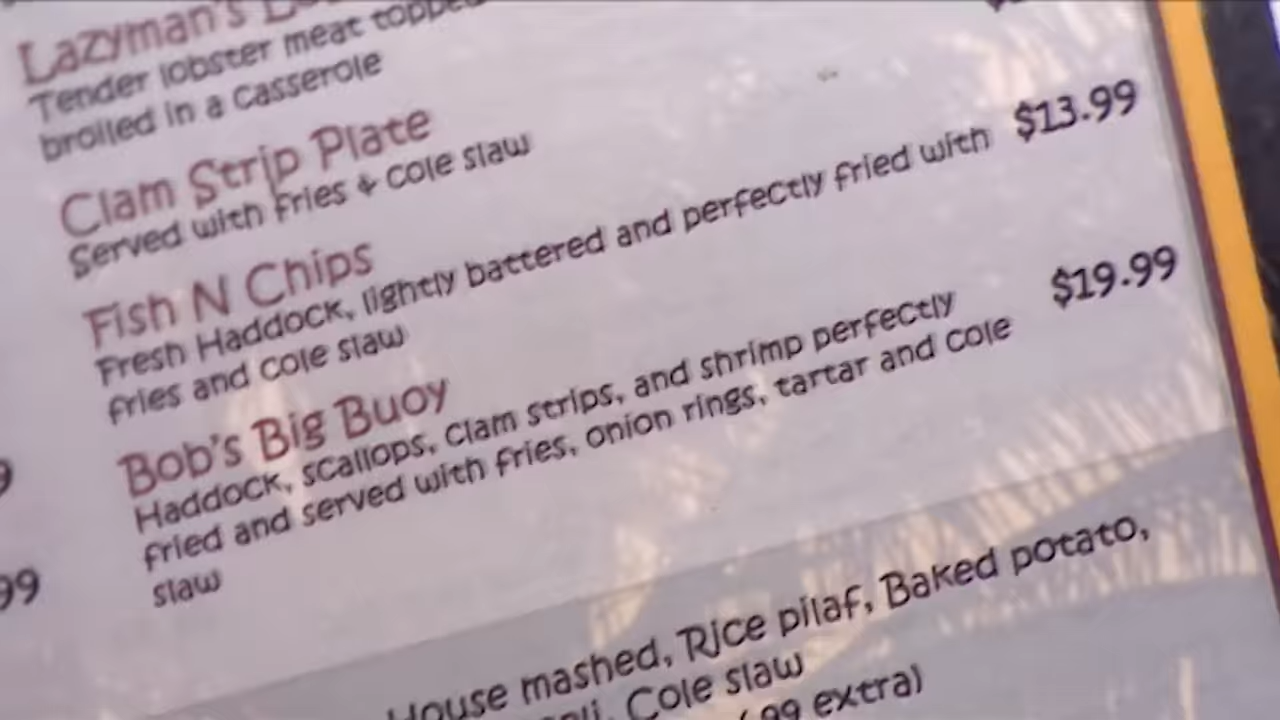 Lazyman's
Tender lobster meat topped
broiled in a casserole
Clam Strip Plate
Served with fries & cole slaw
Fish N Chips
Fresh Haddock, lightly battered and perfectly fried with $13.99
fries and cole slaw
Bob's Big Buoy
Haddock, scallops, clam strips, and shrimp perfectly $19.99
fried and served with fries, onion rings, tartar and cole
slaw
House mashed, Rice pilaf, Baked potato,
Cole slaw
99 extra)